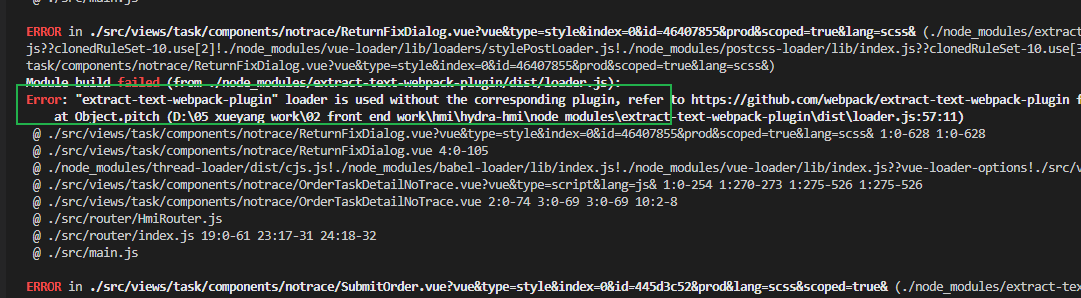 ERROR in ./src/views/task/components/notrace/ReturnFixDialog.vue?vue&type=style&index=0&id=46407855&prod&scoped=true&lang=scss& (./node_modules/extract
js??clonedRuleSet-10.use[2]!./node_modules/vue-loader/lib/loaders/stylePostLoader.js!./node_modules/postcss-loader/lib/index.js??clonedRuleSet-10.use[3
task/components/notrace/ReturnFixDialog.vue?vue&type=style&index=0&id=46407855&prod&scoped=true&lang=scss&)
Module build failed (from ./node_modules/extract-text-webpack-plugin/dist/loader.js):
Error: "extract-text-webpack-plugin" loader is used without the corresponding plugin, refer to https://github.com/webpack/extract-text-webpack-plugin f
at Object.pitch (D:\05 xueyang work\02 front end work\hmi\hydra-hmi\node_modules\extract-text-webpack-plugin\dist\loader.js:57:11)
@ ./src/views/task/components/notrace/ReturnFixDialog.vue?vue&type=style&index=0&id=46407855&prod&scoped=true&lang=scss& 1:0-628 1:0-628
@ ./src/views/task/components/notrace/ReturnFixDialog.vue 4:0-105
@ ./node_modules/thread-loader/dist/cjs.js!./node_modules/babel-loader/lib/index.js!./node_modules/vue-loader/lib/index.js??vue-loader-options!./src/v
@ ./src/views/task/components/notrace/OrderTaskDetailNoTrace.vue?vue&type=script&lang=js& 1:0-254 1:270-273 1:275-526 1:275-526
@ ./src/views/task/components/notrace/OrderTaskDetailNoTrace.vue 2:0-74 3:0-69 3:0-69 10:2-8
@ ./src/router/HmiRouter.js
@ ./src/router/index.js 19:0-61 23:17-31 24:18-32
@ ./src/main.js
ERROR in ./src/views/task/components/notrace/SubmitOrder.vue?vue&type=style&index=0&id=445d3c52&prod&lang=scss&scoped=true& (./node_modules/extract-tex